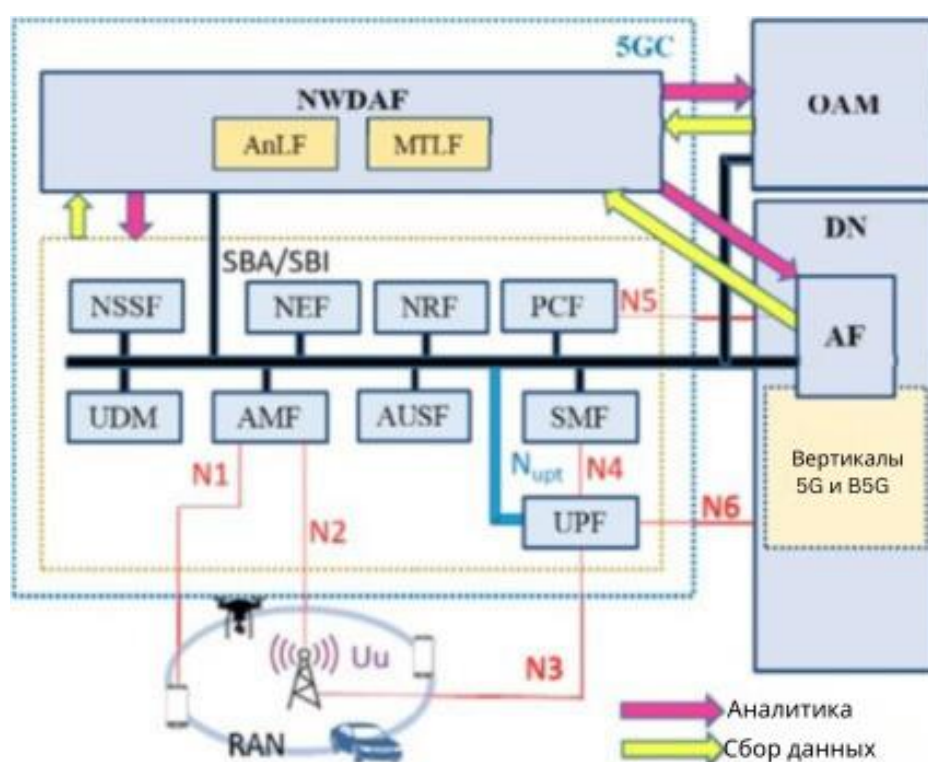 5GC
NWDAF
AnLF
MTLF
OAM
SBA/SBI
DN
NSSF
NEF
NRF
PCF
N5
AF
UDM
AMF
AUSF
SMF
Вертикалы
5G и B5G
N1
N2
Nupt
N4
UPF
N6
Uu
N3
RAN
Аналитика
Сбор данных